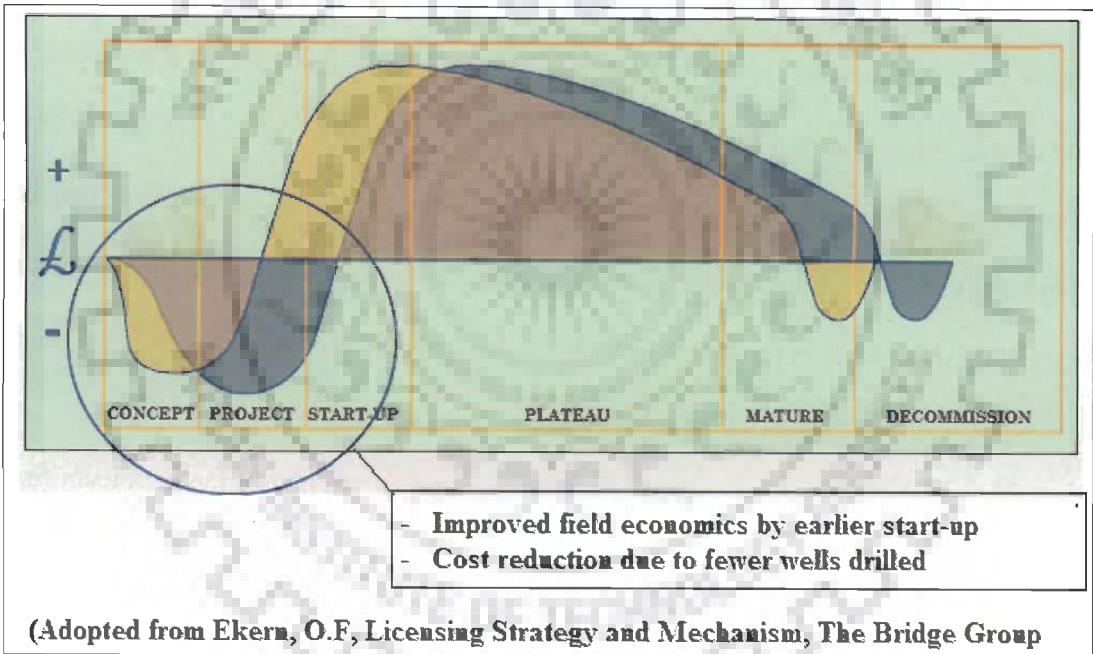 +
£
-
CONCEPT PROJECT START-UP PLATEAU MATURE DECOMMISSION
- Improved field economics by earlier start-up
- Cost reduction due to fewer wells drilled
(Adopted from Ekern, O.F, Licensing Strategy and Mechanism, The Bridge Group